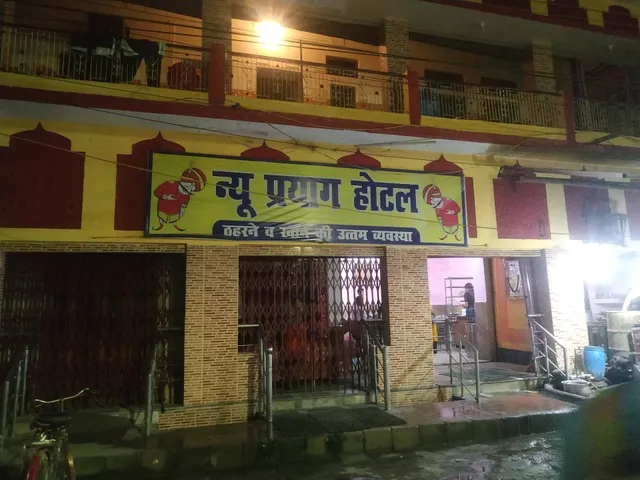 न्यू प्रयाग होटल
ठहरने व खाने की उत्तम व्यवस्था